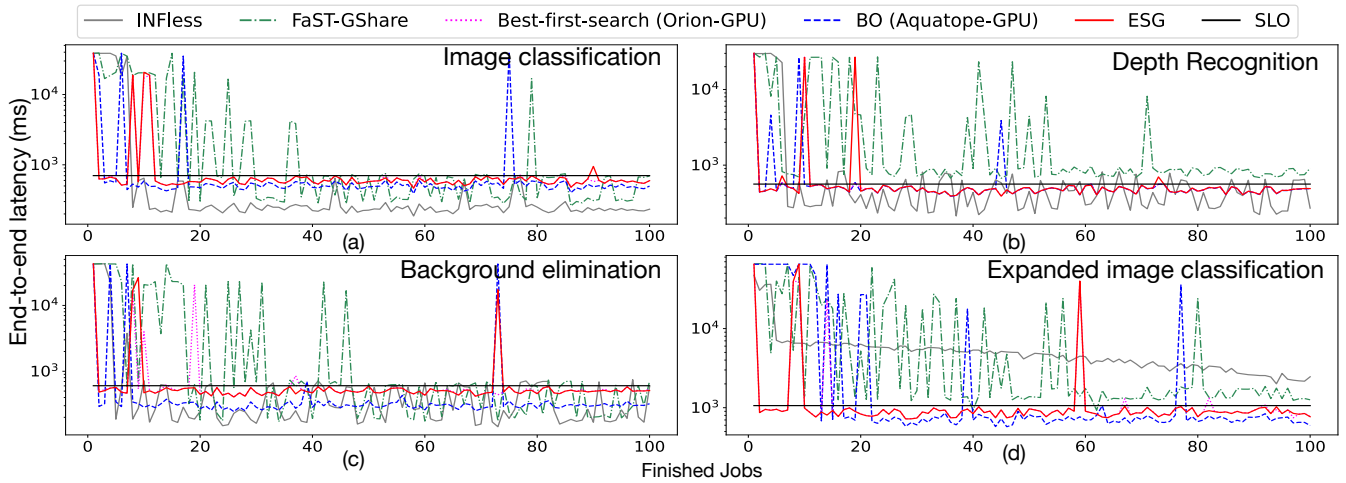 INFless FaST-GShare Best-first-search (Orion-GPU) BO (Aquatope-GPU) ESG SLO
End-to-end latency (ms)
Image classification
10⁴
10³
0 20 40 60 80 100
(a)
Depth Recognition
10⁴
10³
0 20 40 60 80 100
(b)
Background elimination
10⁴
10³
0 20 40 60 80 100
(c)
Expanded image classification
10⁴
10³
0 20 40 60 80 100
(d)
Finished Jobs